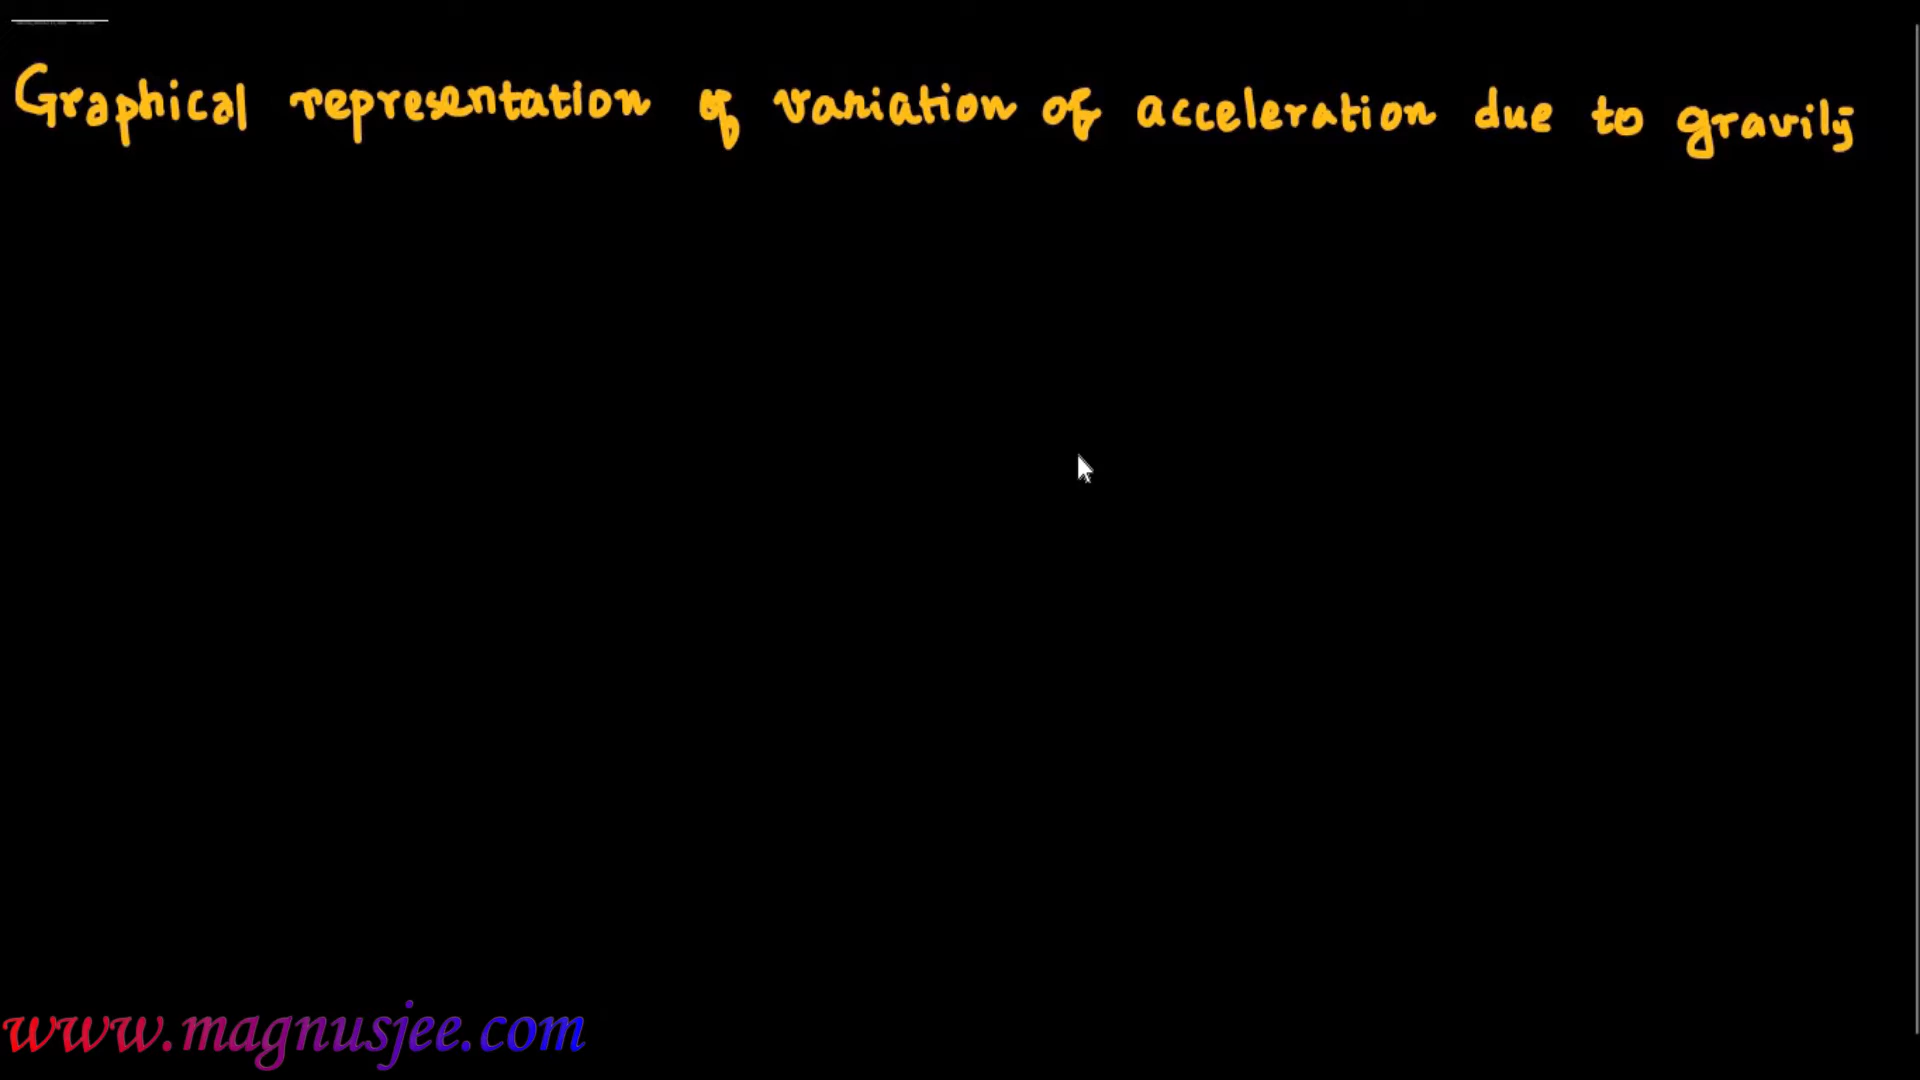 Graphical representation of variation of acceleration due to gravity
www.magnusjee.com